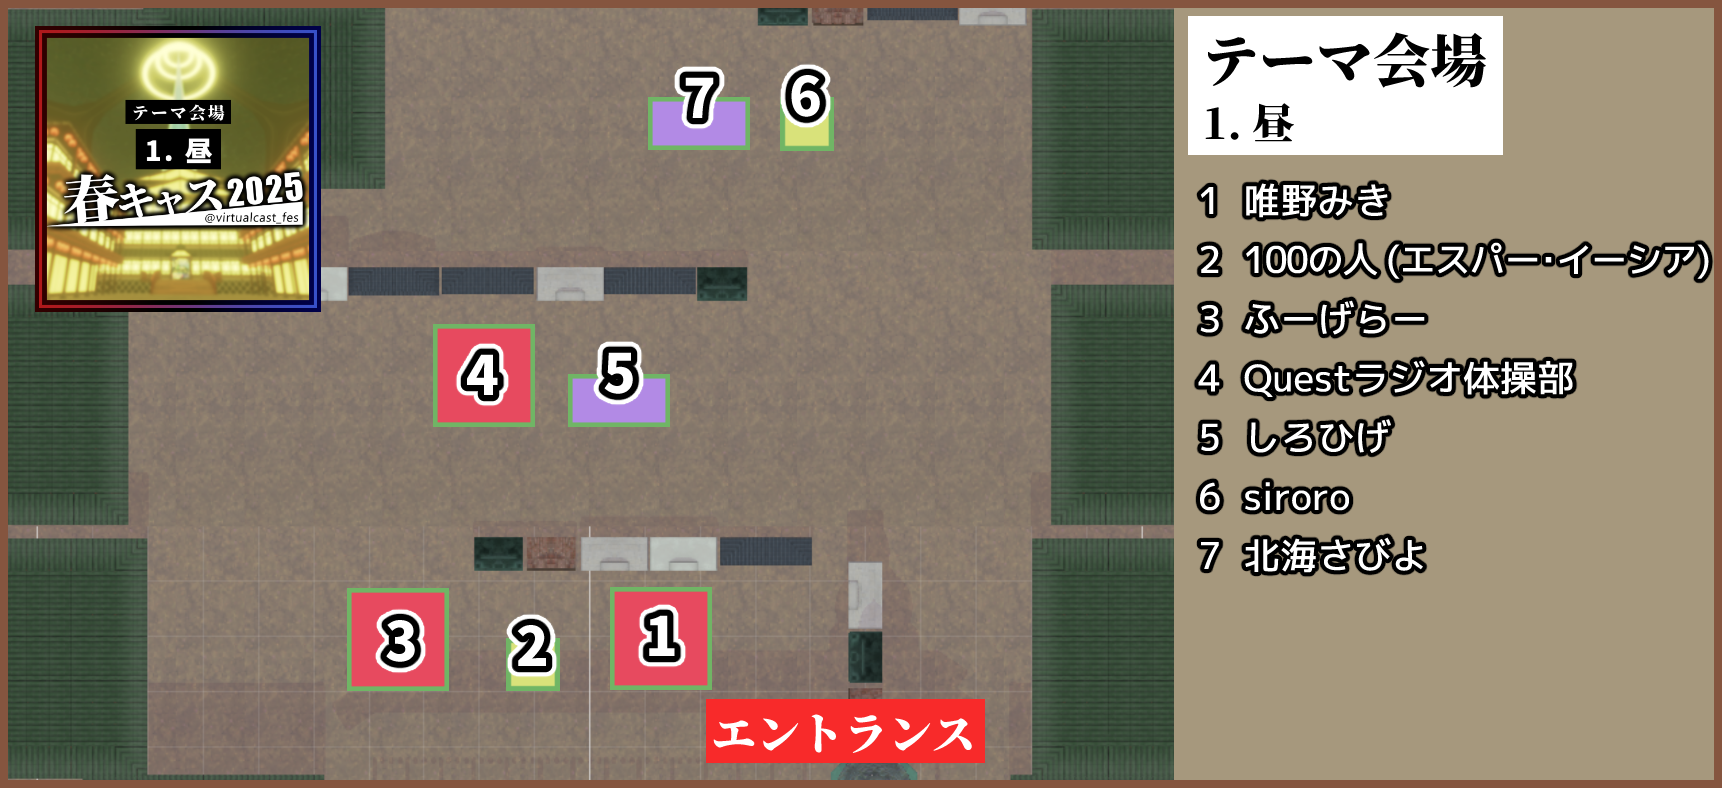 テーマ会場
1. 昼
春キャス2025
@virtualcast_fes
7
6
4
5
3
2
1
エントランス
テーマ会場
1. 昼
1 唯野みき
2 100の人(エスパー・イーシア)
3 ふーげらー
4 Questラジオ体操部
5 しろひげ
6 siroro
7 北海さびよ